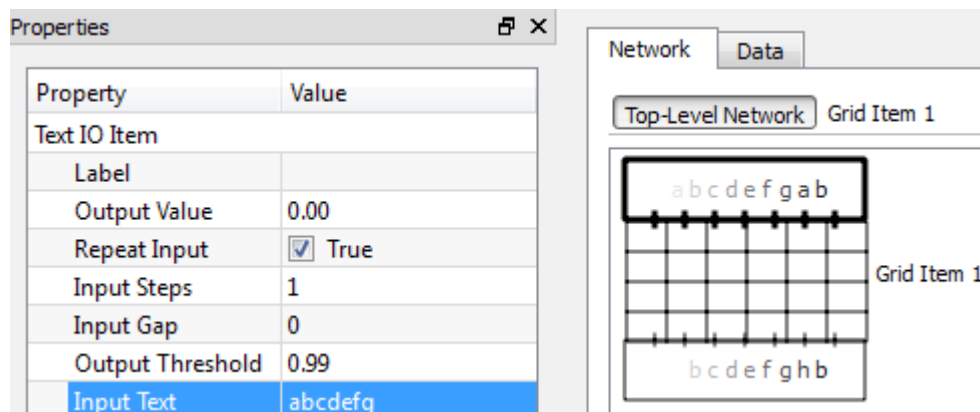 Properties
Property Value
Text IO Item
Label
Output Value 0.00
Repeat Input True
Input Steps 1
Input Gap 0
Output Threshold 0.99
Input Text abcdefg
Network Data
Top-Level Network Grid Item 1
a b c d e f g a b
Grid Item 1
b c d e f g h b